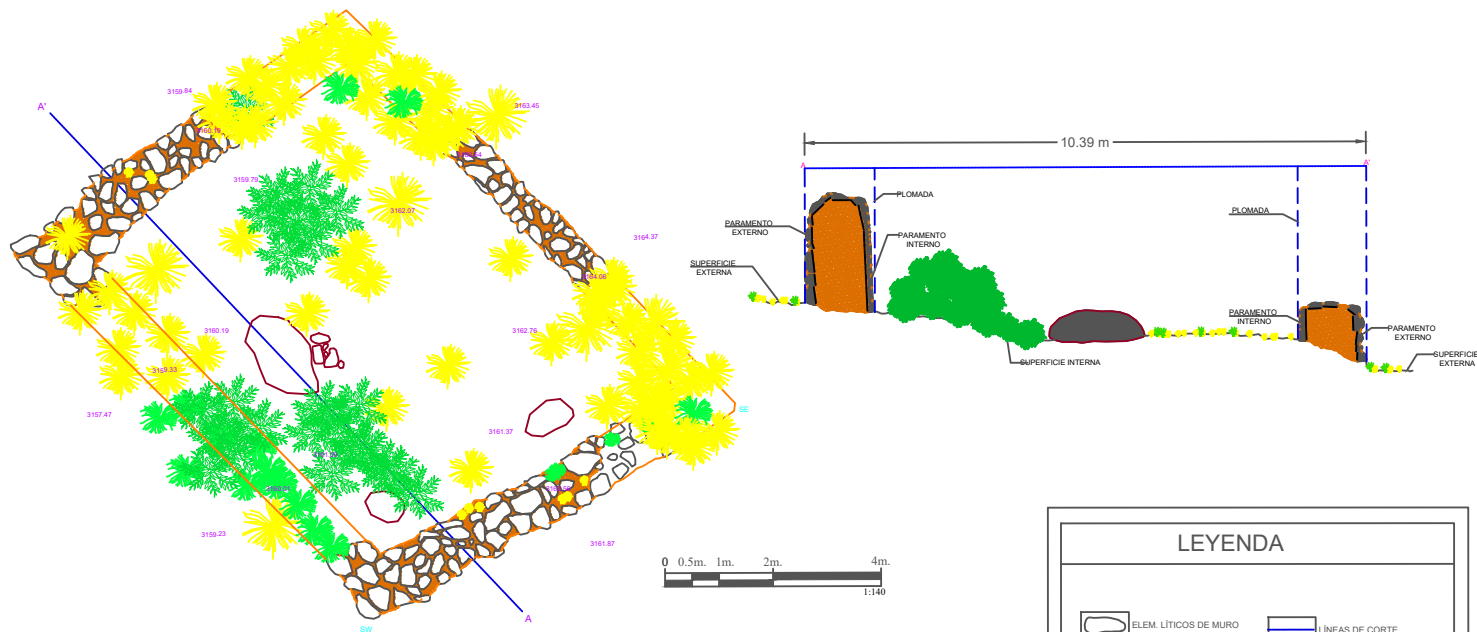 A'
3159.84
3160.19
3163.45
3159.79
3162.07
3164.37
3164.06
3160.19
3162.76
3159.33
3157.47
SE
3161.37
3159.23
3161.87
A
SW
0 0.5m. 1m. 2m. 4m.
1:140
10.39 m
A
A'
PLOMADA
PLOMADA
PARAMENTO
EXTERNO
PARAMENTO
INTERNO
SUPERFICIE
EXTERNA
PARAMENTO
INTERNO
PARAMENTO
EXTERNO
SUPERFICIE
EXTERNA
SUPERFICIE INTERNA
LEYENDA
ELEM. LÍTICOS DE MURO
LÍNEAS DE CORTE